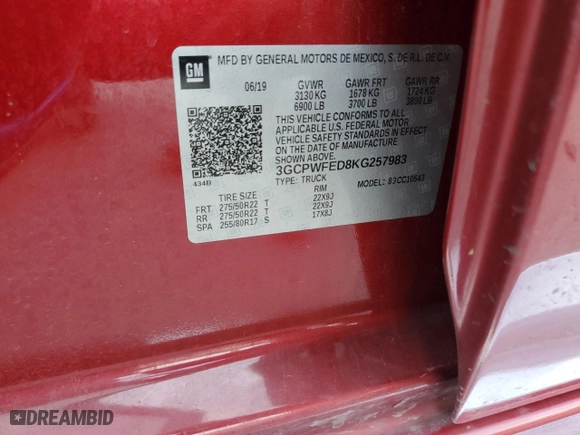 GM
MFD BY GENERAL MOTORS DE MEXICO, S. DE R.L. DE C.V.
06/19 GVWR GAWR FRT GAWR RR
3130 KG 1678 KG 1724 KG
6900 LB 3700 LB 3800 LB
THIS VEHICLE CONFORMS TO ALL
APPLICABLE U.S. FEDERAL MOTOR
VEHICLE SAFETY STANDARDS IN EFFECT
ON THE DATE OF MANUFACTURE
SHOWN ABOVE.
3GCPWFED8KG257983
TYPE: TRUCK MODEL: 83CC10543
434B
TIRE SIZE RIM
FRT 275/50R22 T 22X9J
RR 275/50R22 T 22X9J
SPA 255/80R17 S 17X8J
DREAMBID